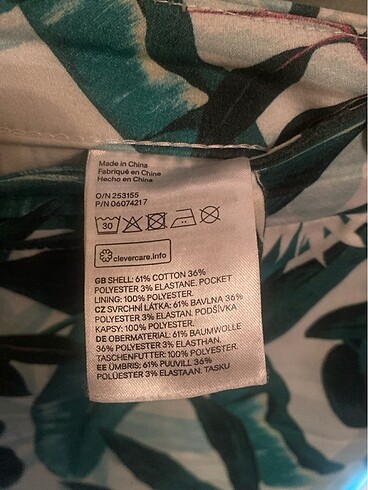 Made in China
Fabriqué en Chine
Hecho en China
O/N 253155
P/N 06074217
30
clevercare.info
GB SHELL: 61% COTTON 36%
POLYESTER 3% ELASTANE. POCKET
LINING: 100% POLYESTER.
CZ SVRCHNÍ LÁTKA: 61% BAVLNA 36%
POLYESTER 3% ELASTAN. PODŠÍVKA
KAPSY: 100% POLYESTER.
DE OBERMATERIAL: 61% BAUMWOLLE
36% POLYESTER 3% ELASTHAN.
TASCHENFUTTER: 100% POLYESTER.
EE ÜMBRIS: 61% PUUVILL 36%
POLÜESTER 3% ELASTAAN. TASKU